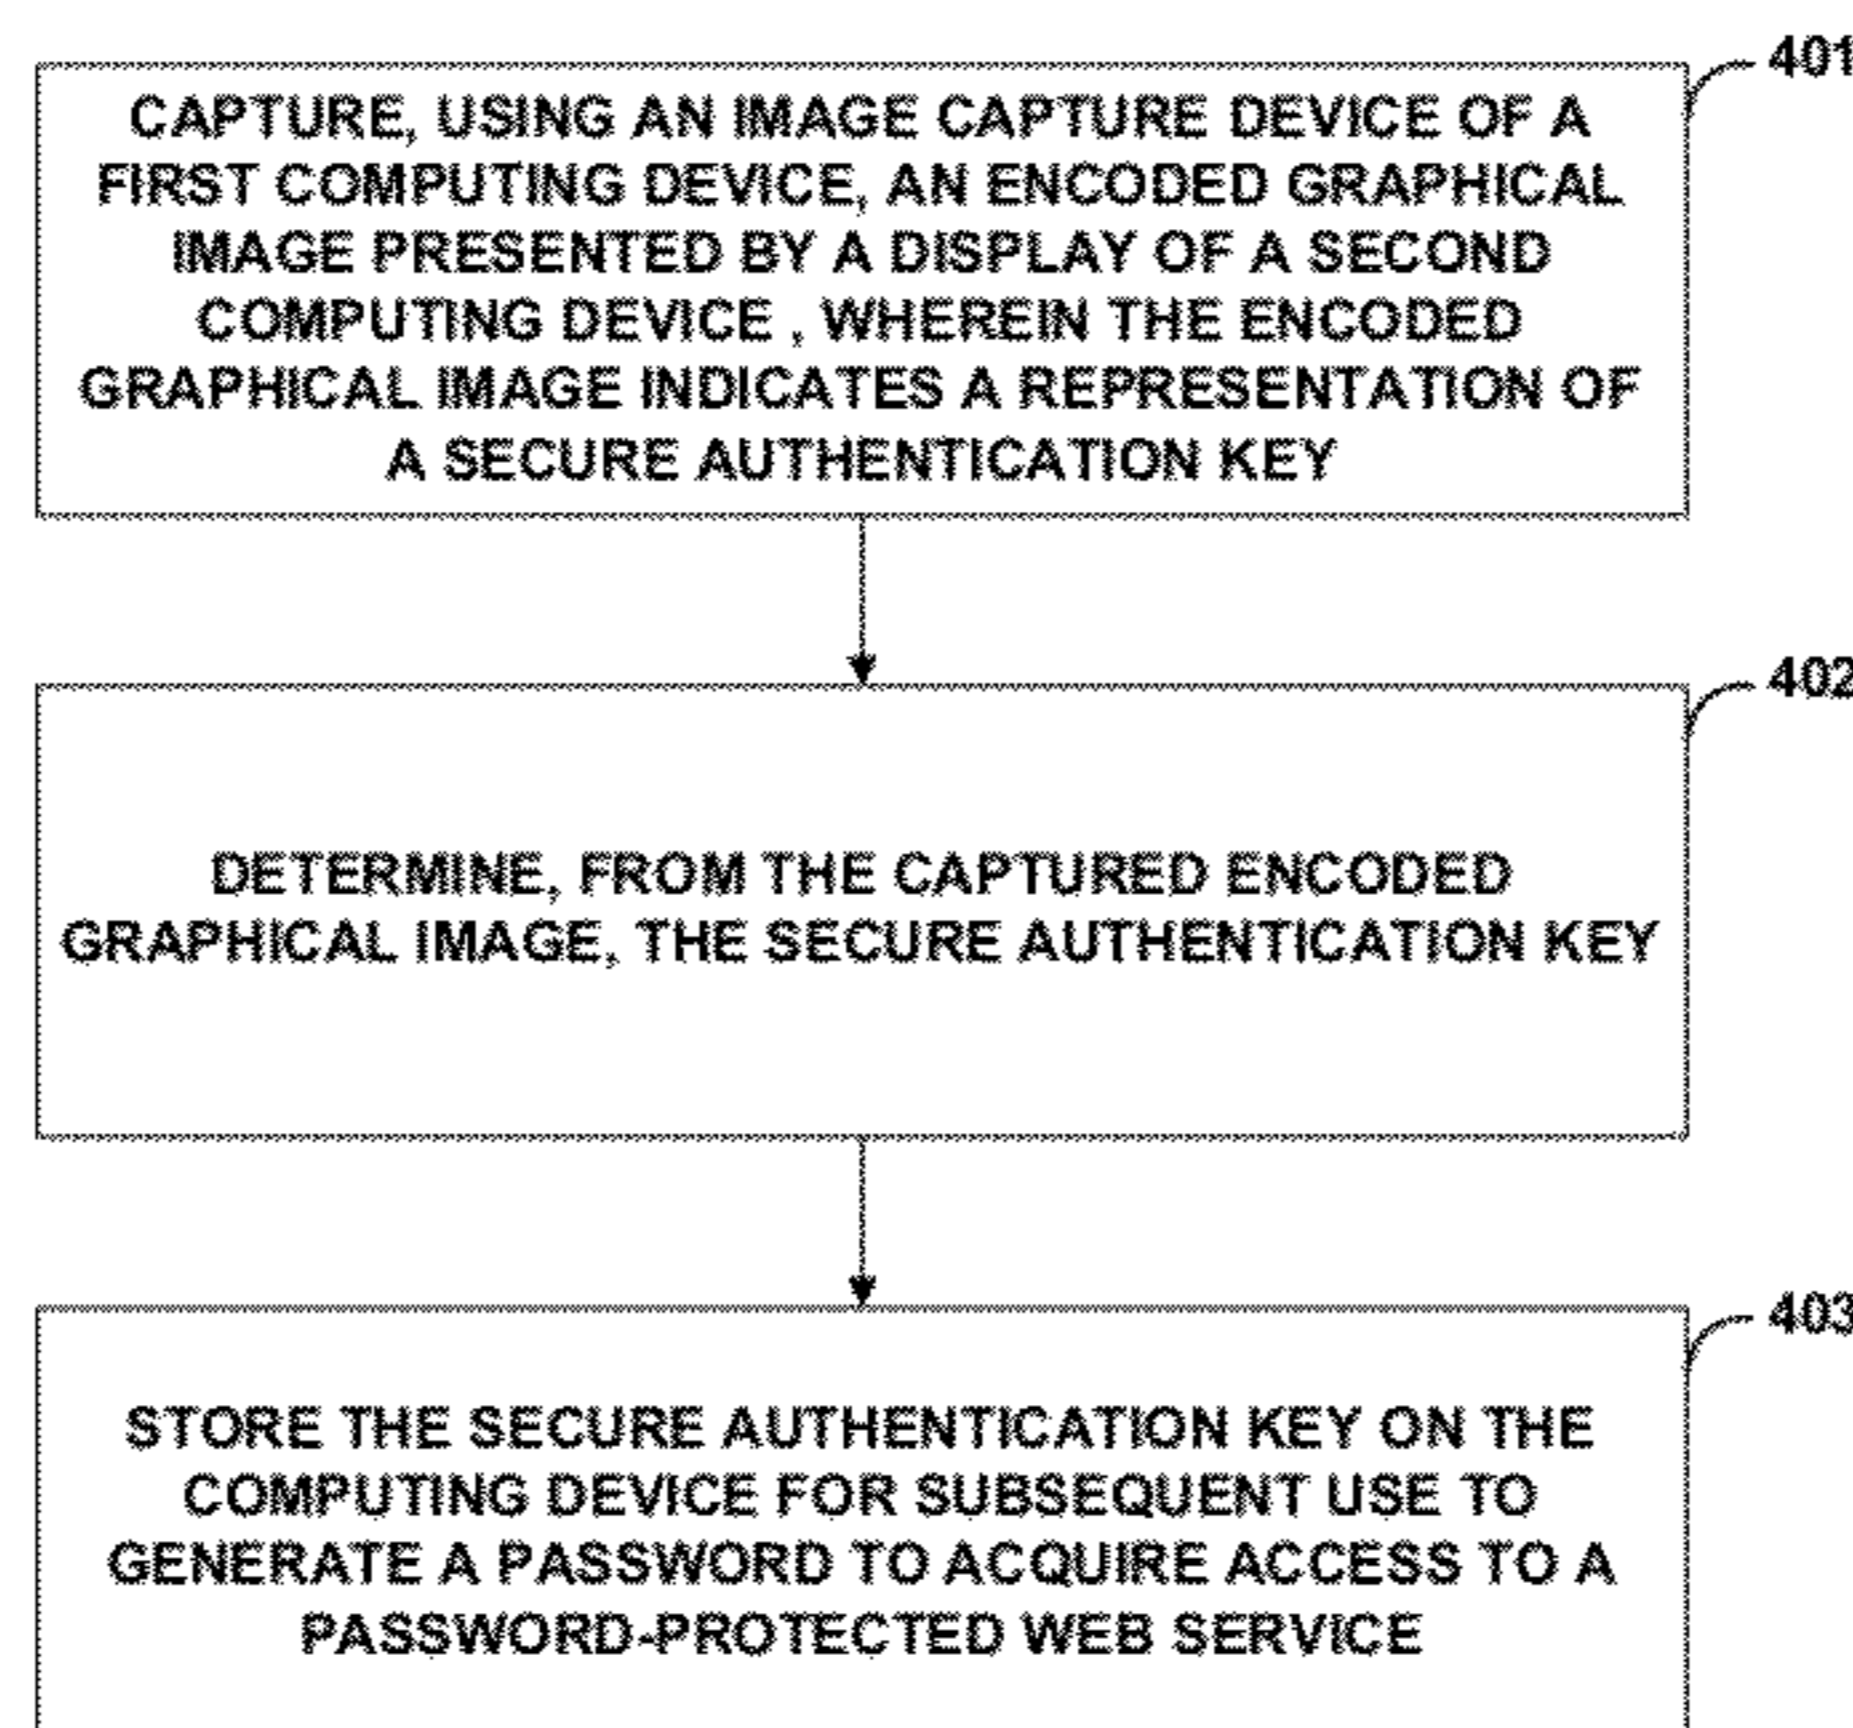 401
CAPTURE, USING AN IMAGE CAPTURE DEVICE OF A
FIRST COMPUTING DEVICE, AN ENCODED GRAPHICAL
IMAGE PRESENTED BY A DISPLAY OF A SECOND
COMPUTING DEVICE , WHEREIN THE ENCODED
GRAPHICAL IMAGE INDICATES A REPRESENTATION OF
A SECURE AUTHENTICATION KEY
402
DETERMINE, FROM THE CAPTURED ENCODED
GRAPHICAL IMAGE, THE SECURE AUTHENTICATION KEY
403
STORE THE SECURE AUTHENTICATION KEY ON THE
COMPUTING DEVICE FOR SUBSEQUENT USE TO
GENERATE A PASSWORD TO ACQUIRE ACCESS TO A
PASSWORD-PROTECTED WEB SERVICE